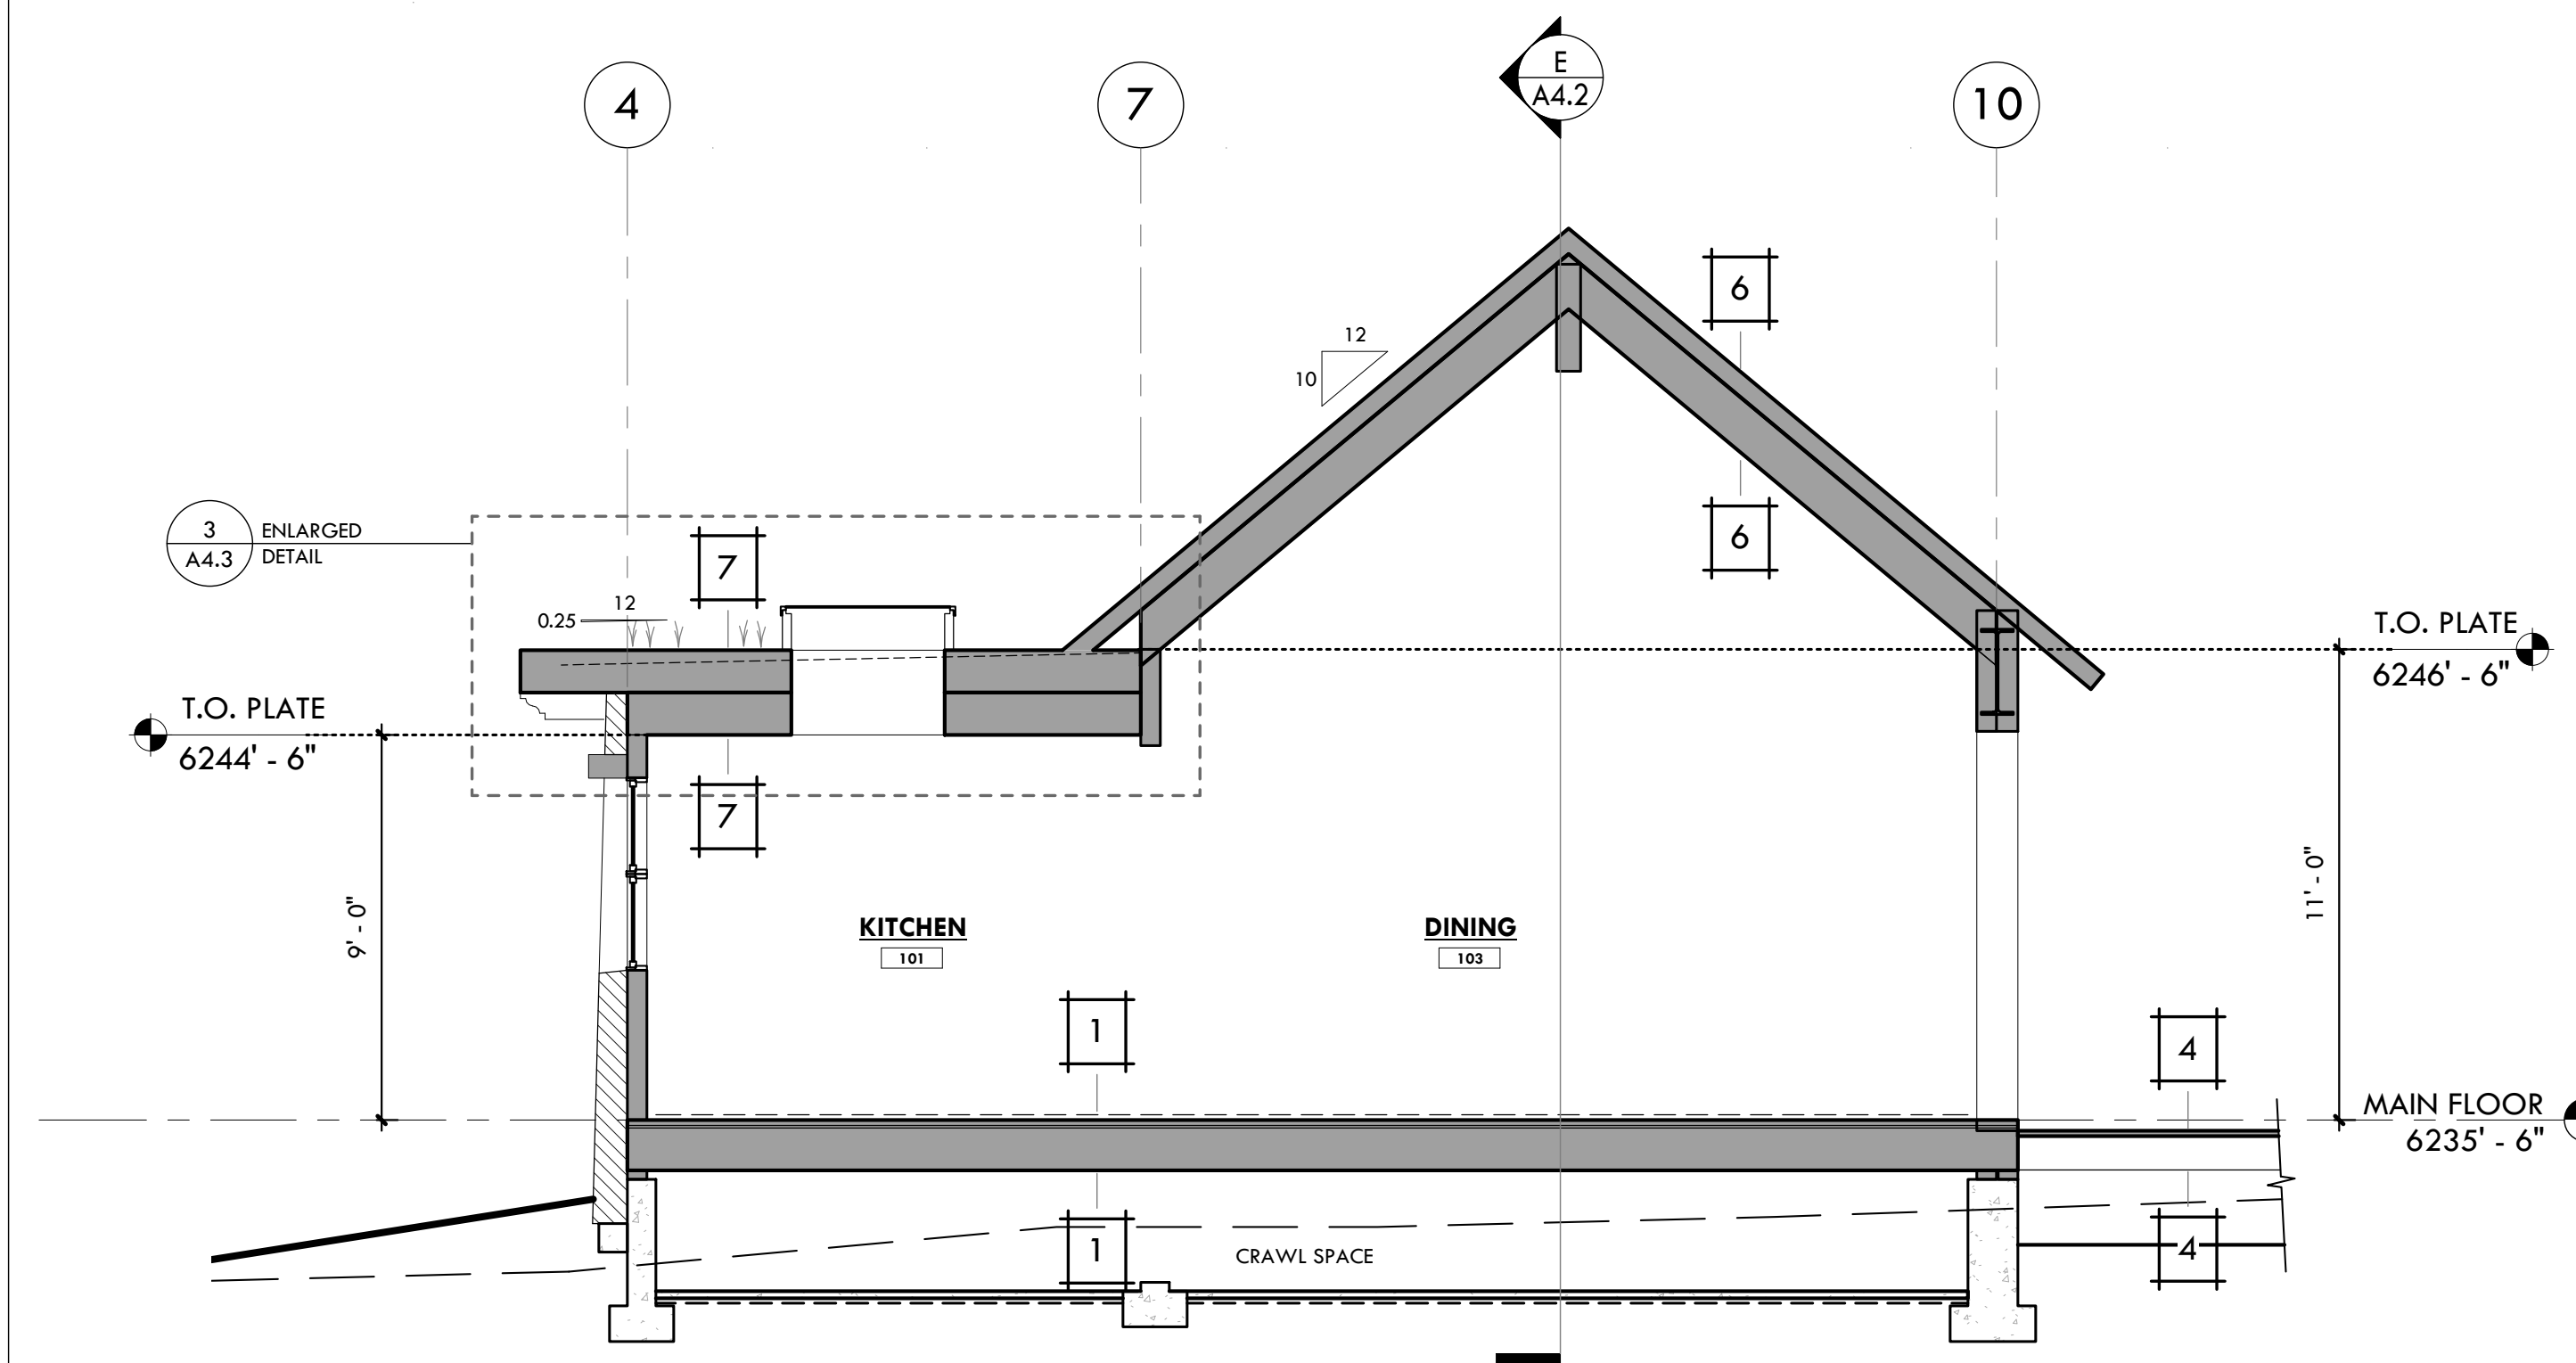 4
7
E
A4.2
10
6
12
10
6
3
A4.3
ENLARGED
DETAIL
7
12
0.25
T.O. PLATE
6246' - 6"
T.O. PLATE
6244' - 6"
7
9' - 0"
11' - 0"
KITCHEN
101
DINING
103
1
4
MAIN FLOOR
6235' - 6"
1
CRAWL SPACE
4